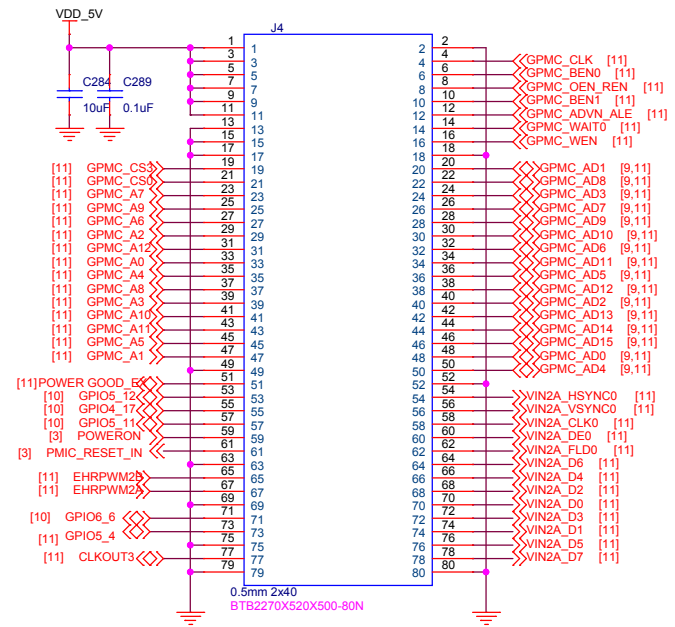 VDD_5V
J4
C284 C289
10uF 0.1uF
1 1 2 2
3 3 4 4 GPMC_CLK [11]
5 5 6 6 GPMC_BEN0 [11]
7 7 8 8 GPMC_OEN_REN [11]
9 9 10 10 GPMC_BEN1 [11]
11 11 12 12 GPMC_ADVN_ALE [11]
13 13 14 14 GPMC_WAIT0 [11]
15 15 16 16 GPMC_WEN [11]
17 17 18 18
[11] GPMC_CS3 19 19 20 20 GPMC_AD1 [9,11]
[11] GPMC_CS0 21 21 22 22 GPMC_AD8 [9,11]
[11] GPMC_A7 23 23 24 24 GPMC_AD3 [9,11]
[11] GPMC_A9 25 25 26 26 GPMC_AD7 [9,11]
[11] GPMC_A6 27 27 28 28 GPMC_AD9 [9,11]
[11] GPMC_A2 29 29 30 30 GPMC_AD10 [9,11]
[11] GPMC_A12 31 31 32 32 GPMC_AD6 [9,11]
[11] GPMC_A0 33 33 34 34 GPMC_AD11 [9,11]
[11] GPMC_A4 35 35 36 36 GPMC_AD5 [9,11]
[11] GPMC_A8 37 37 38 38 GPMC_AD12 [9,11]
[11] GPMC_A3 39 39 40 40 GPMC_AD2 [9,11]
[11] GPMC_A10 41 41 42 42 GPMC_AD13 [9,11]
[11] GPMC_A11 43 43 44 44 GPMC_AD14 [9,11]
[11] GPMC_A5 45 45 46 46 GPMC_AD15 [9,11]
[11] GPMC_A1 47 47 48 48 GPMC_AD0 [9,11]
49 49 50 50 GPMC_AD4 [9,11]
[11] POWER GOOD_EX 51 51 52 52
[10] GPIO5_12 53 53 54 54 VIN2A_HSYNC0 [11]
[10] GPIO4_17 55 55 56 56 VIN2A_VSYNC0 [11]
[10] GPIO5_11 57 57 58 58 VIN2A_CLK0 [11]
[3] POWERON 59 59 60 60 VIN2A_DE0 [11]
[3] PMIC_RESET_IN 61 61 62 62 VIN2A_FLD0 [11]
63 63 64 64 VIN2A_D6 [11]
[11] EHRPWM2B 65 65 66 66 VIN2A_D4 [11]
[11] EHRPWM2A 67 67 68 68 VIN2A_D2 [11]
69 69 70 70 VIN2A_D0 [11]
[10] GPIO6_6 71 71 72 72 VIN2A_D3 [11]
[11] GPIO5_4 73 73 74 74 VIN2A_D1 [11]
75 75 76 76 VIN2A_D5 [11]
[11] CLKOUT3 77 77 78 78 VIN2A_D7 [11]
79 79 80 80
0.5mm 2x40
BTB2270X520X500-80N